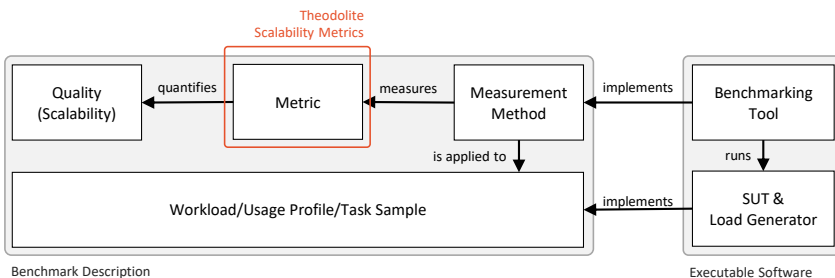 Theodolite
Scalability Metrics
Quality
(Scalability)
quantifies
Metric
measures
Measurement
Method
implements
Benchmarking
Tool
is applied to
runs
Workload/Usage Profile/Task Sample
implements
SUT &
Load Generator
Benchmark Description
Executable Software